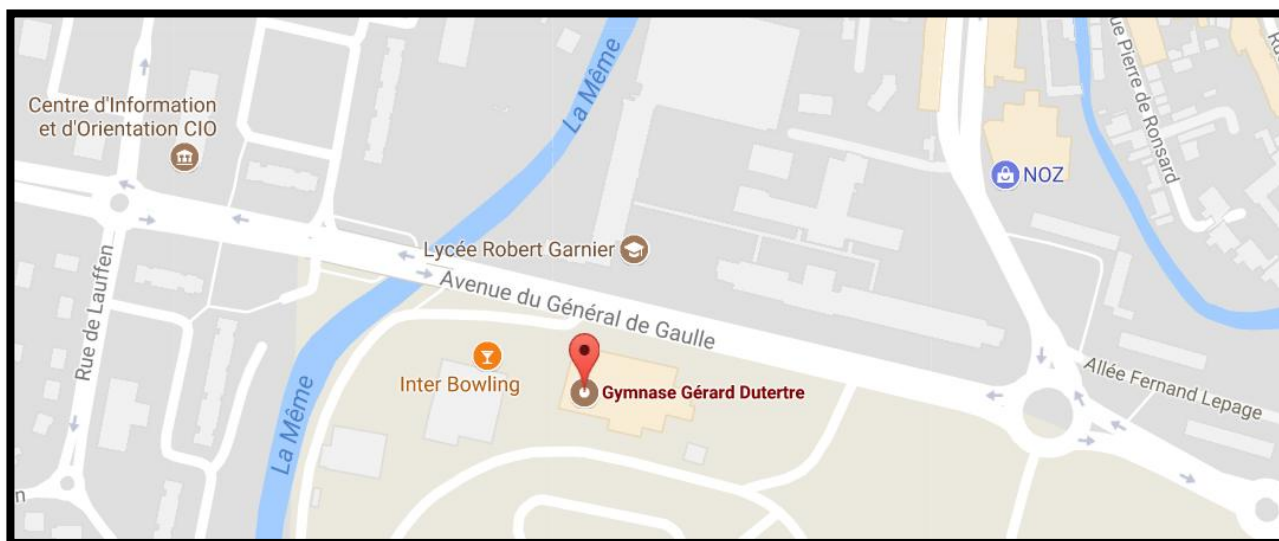 Centre d'Information
et d'Orientation CIO
La Même
ue Pierre de Ronsard
NOZ
Lycée Robert Garnier
Avenue du Général de Gaulle
Rue de Lauffen
Inter Bowling
Gymnase Gérard Dutertre
Allée Fernand Lepage
La Même
n